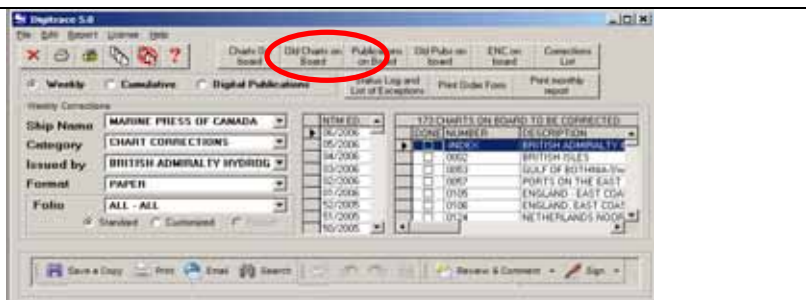 Digitrace 5.0
File Edit Report License Help
Charts On Board
Old Charts on Board
Publications on Board
Old Pubs on board
ENC on board
Corrections List
Weekly
Cumulative
Digital Publications
Status Log and List of Exceptions
Print Order Form
Print monthly report
Weekly Corrections
Ship Name MARINE PRESS OF CANADA
Category CHART CORRECTIONS
Issued by BRITISH ADMIRALTY HYDROG
Format PAPER
Folio ALL - ALL
Standard Customized
NTM ED.
06/2006
05/2006
04/2006
03/2006
02/2006
01/2006
52/2005
51/2005
50/2005
173 CHARTS ON BOARD TO BE CORRECTED
DONE NUMBER DESCRIPTION
INDEX BRITISH ADMIRALTY
0002 BRITISH ISLES
0053 GULF OF BOTHNIA
0057 PORTS ON THE EAST
0105 ENGLAND EAST COA
0106 ENGLAND. EAST COAS
0124 NETHERLANDS NOOR
Save a Copy Print Email Search Review & Comment Sign